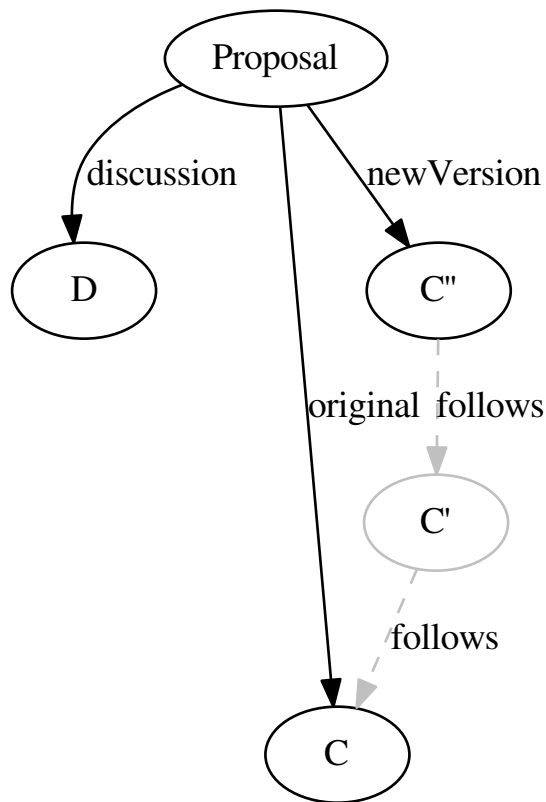 Proposal
discussion
newVersion
D
C"
original
follows
C'
follows
C